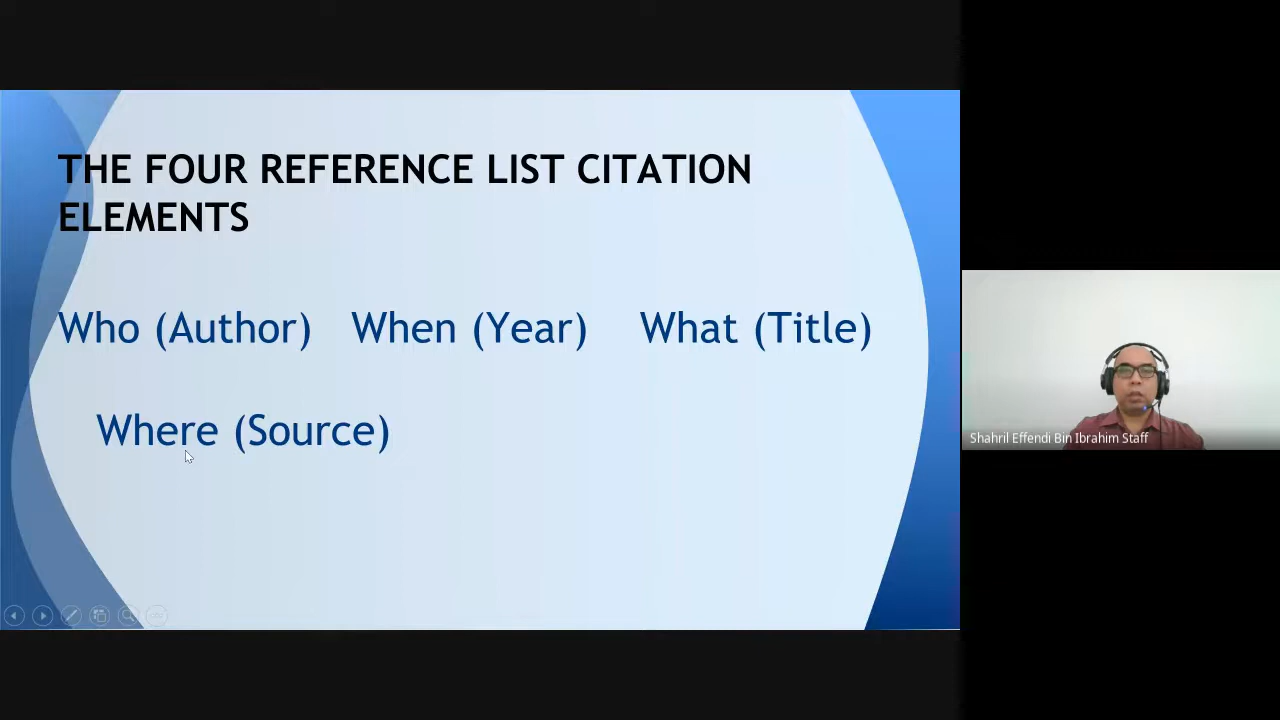 THE FOUR REFERENCE LIST CITATION
ELEMENTS
Who (Author) When (Year) What (Title)
Where (Source)
Shahril Effendi Bin Ibrahim Staff